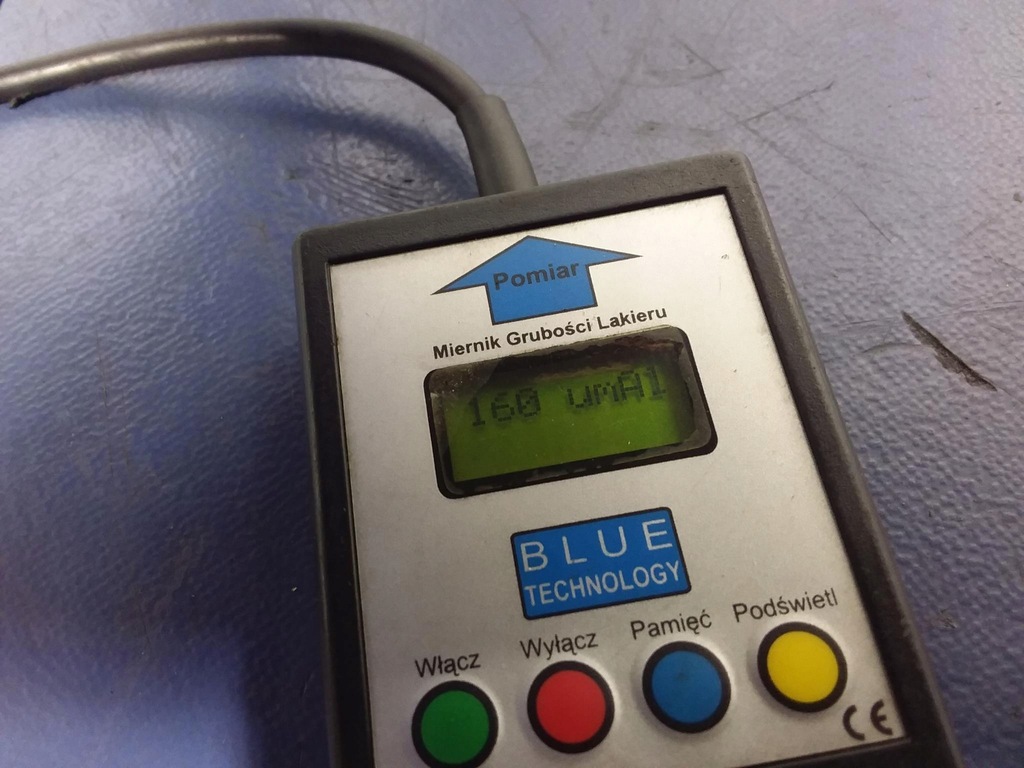 Pomiar
Miernik Grubości Lakieru
160 umAl
BLUE
TECHNOLOGY
Włącz Wyłącz Pamięć Podświetl
CE